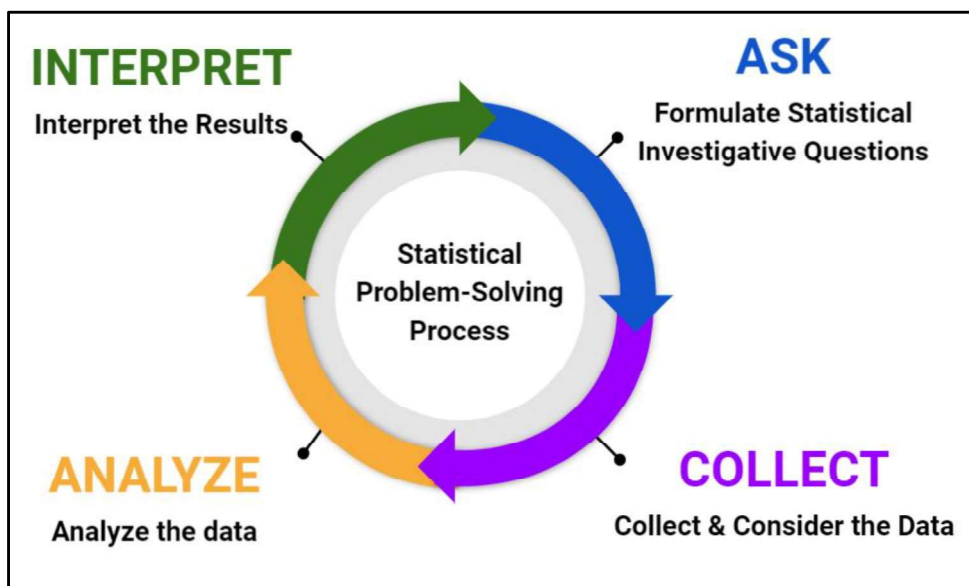 INTERPRET
Interpret the Results
ASK
Formulate Statistical
Investigative Questions
Statistical
Problem-Solving
Process
ANALYZE
Analyze the data
COLLECT
Collect & Consider the Data